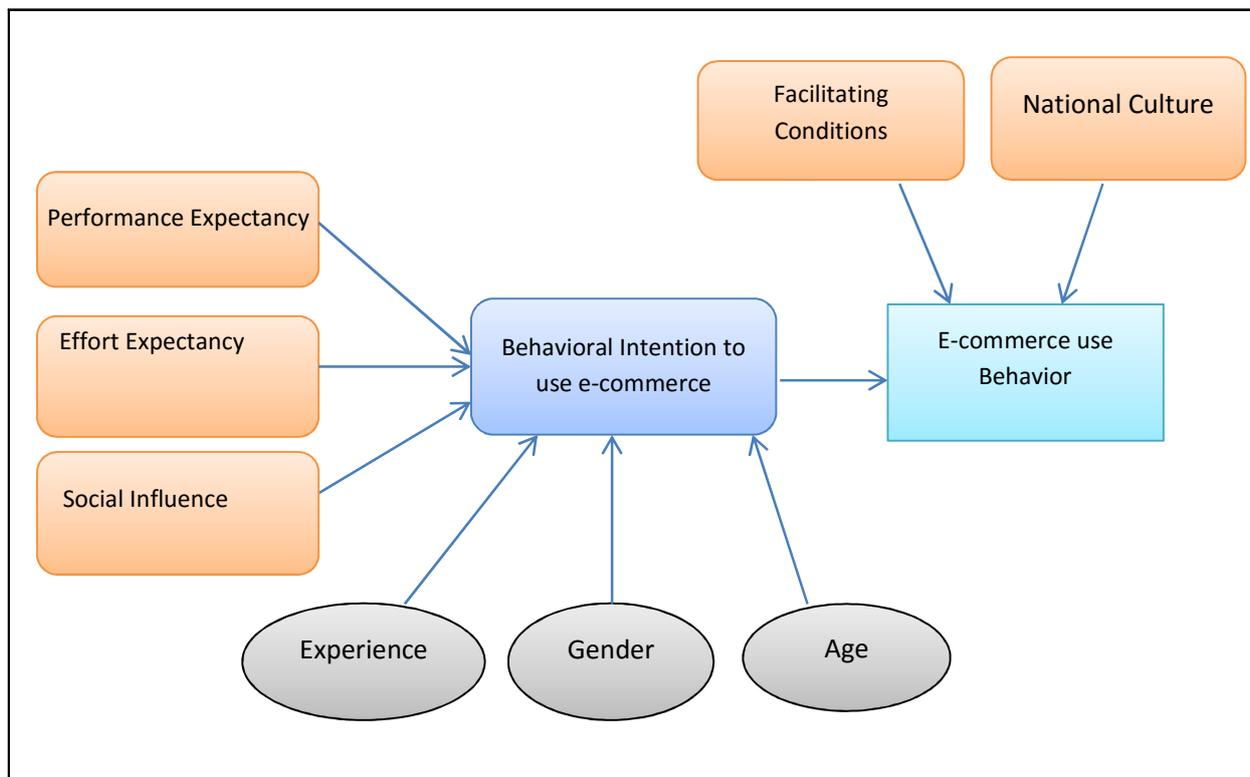 Facilitating
Conditions
National Culture
Performance Expectancy
Effort Expectancy
Behavioral Intention to
use e-commerce
E-commerce use
Behavior
Social Influence
Experience
Gender
Age